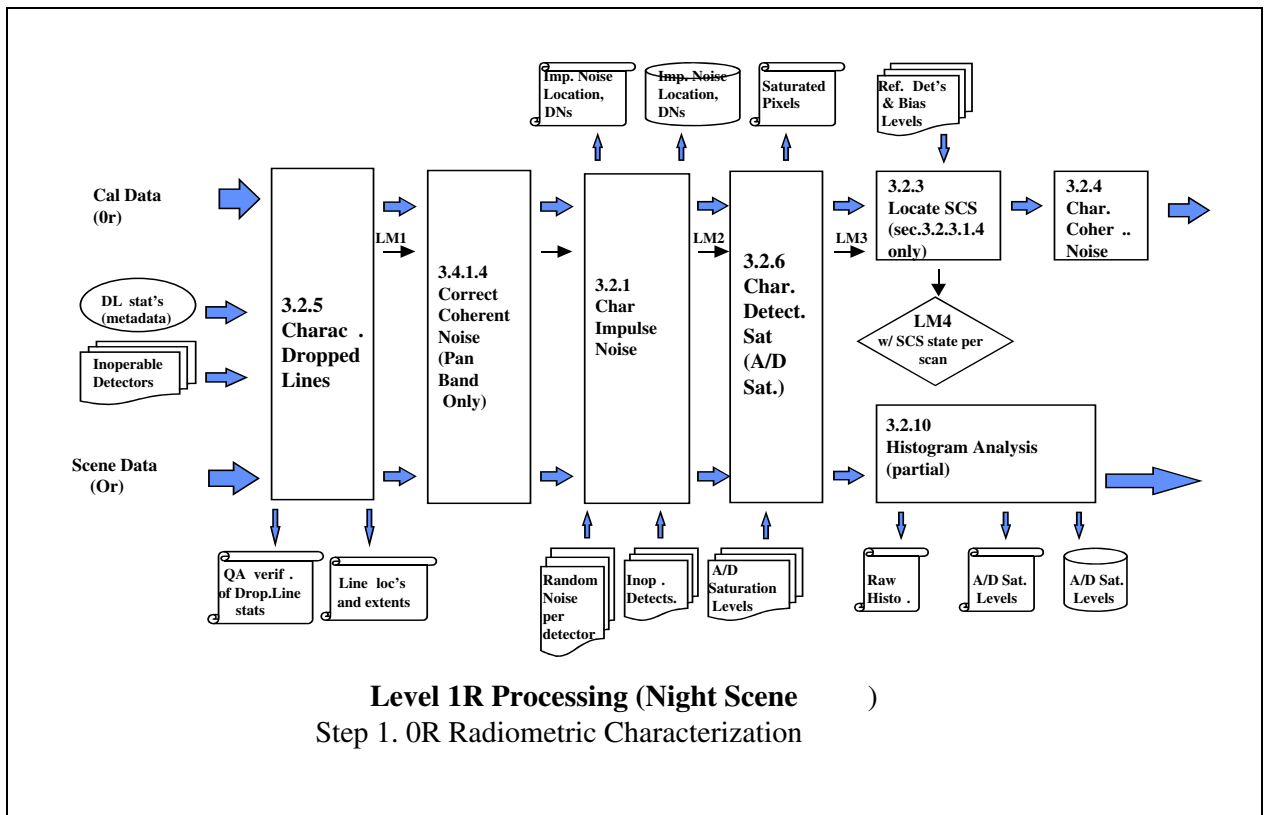 Imp. Noise
Location,
DNs
Imp. Noise
Location,
DNs
Saturated
Pixels
Ref. Det's
& Bias
Levels
Cal Data
(0r)
DL stat's
(metadata)
Inoperable
Detectors
Scene Data
(Or)
3.2.5
Charac .
Dropped
Lines
LM1
3.4.1.4
Correct
Coherent
Noise
(Pan
Band
Only)
3.2.1
Char
Impulse
Noise
LM2
3.2.6
Char.
Detect.
Sat
(A/D
Sat.)
LM3
3.2.3
Locate SCS
(sec.3.2.3.1.4
only)
3.2.4
Char.
Coher ..
Noise
LM4
w/ SCS state per
scan
3.2.10
Histogram Analysis
(partial)
QA verif .
of Drop.Line
stats
Line loc's
and extents
Random
Noise
per
detector
Inop .
Detects.
A/D
Saturation
Levels
Raw
Histo .
A/D Sat.
Levels
A/D Sat.
Levels
Level 1R Processing (Night Scene )
Step 1. 0R Radiometric Characterization